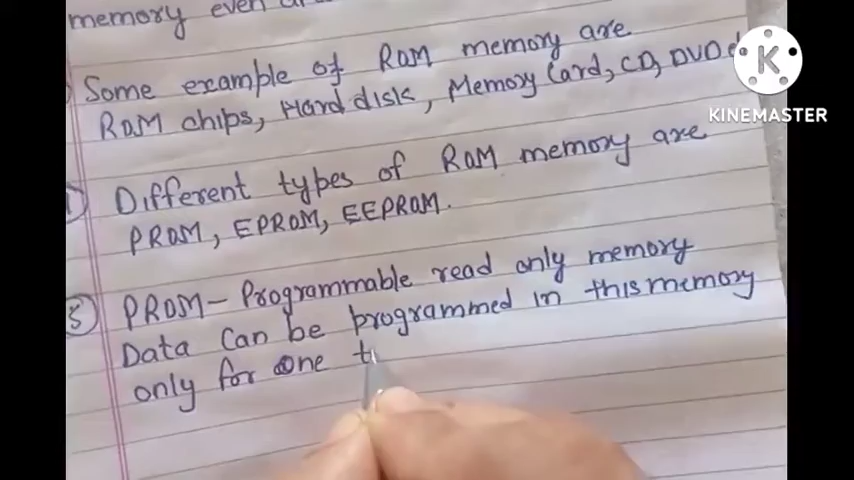 memory even
Some example of ROM memory are
ROM chips, Hard disk, Memory Card, CD, DVD
K
KINEMASTER
Different types of ROM memory are
PROM, EPROM, EEPROM.
5 PROM - Programmable read only memory
Data can be programmed in this memory
only for one t